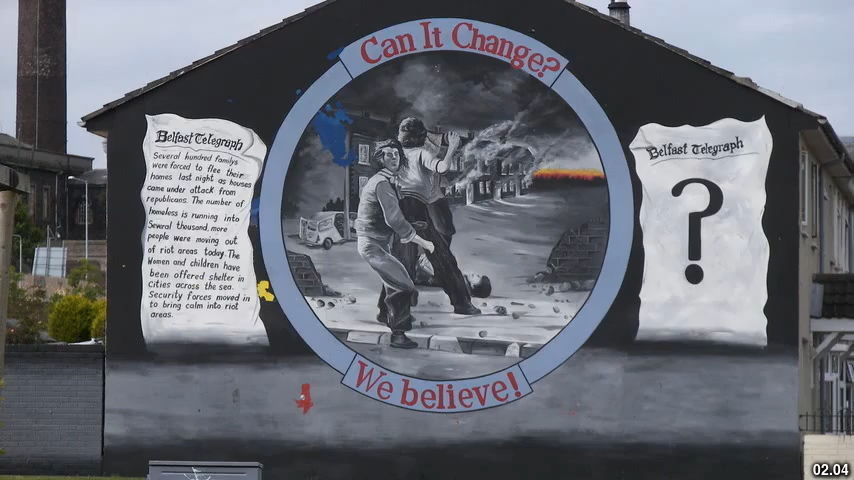 Can It Change?
Belfast Telegraph
Several hundred familys
were forced to flee their
homes last night as houses
came under attack from
republicans. The number of
homeless is running into
Several thousand, more
people were moving out
of riot areas today. The
Women and children have
been offered shelter in
Cities across the sea.
Security forces moved in
to bring calm into riot
areas.
Belfast Telegraph
?
We believe!
02.04